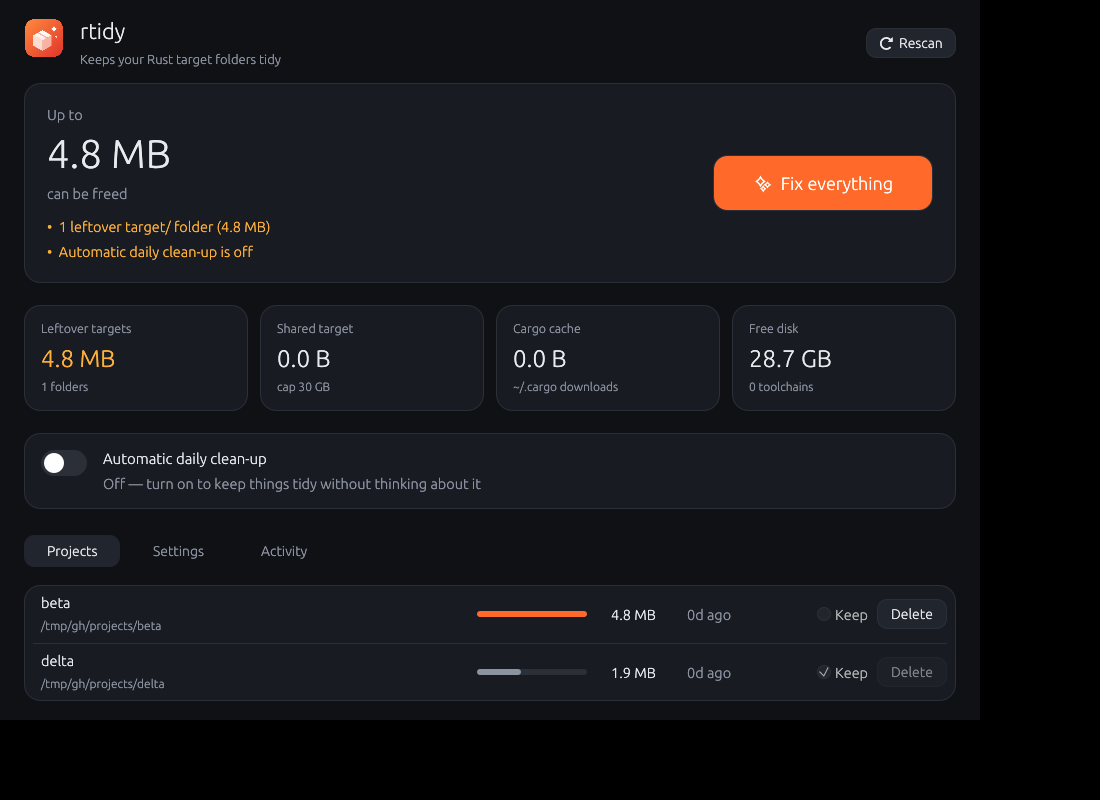 rtidy
Keeps your Rust target folders tidy
Rescan
Up to
4.8 MB
can be freed
• 1 leftover target/ folder (4.8 MB)
• Automatic daily clean-up is off
Fix everything
Leftover targets
4.8 MB
1 folders
Shared target
0.0 B
cap 30 GB
Cargo cache
0.0 B
~/.cargo downloads
Free disk
28.7 GB
0 toolchains
Automatic daily clean-up
Off — turn on to keep things tidy without thinking about it
Projects Settings Activity
beta
/tmp/gh/projects/beta
4.8 MB 0d ago Keep Delete
delta
/tmp/gh/projects/delta
1.9 MB 0d ago Keep Delete